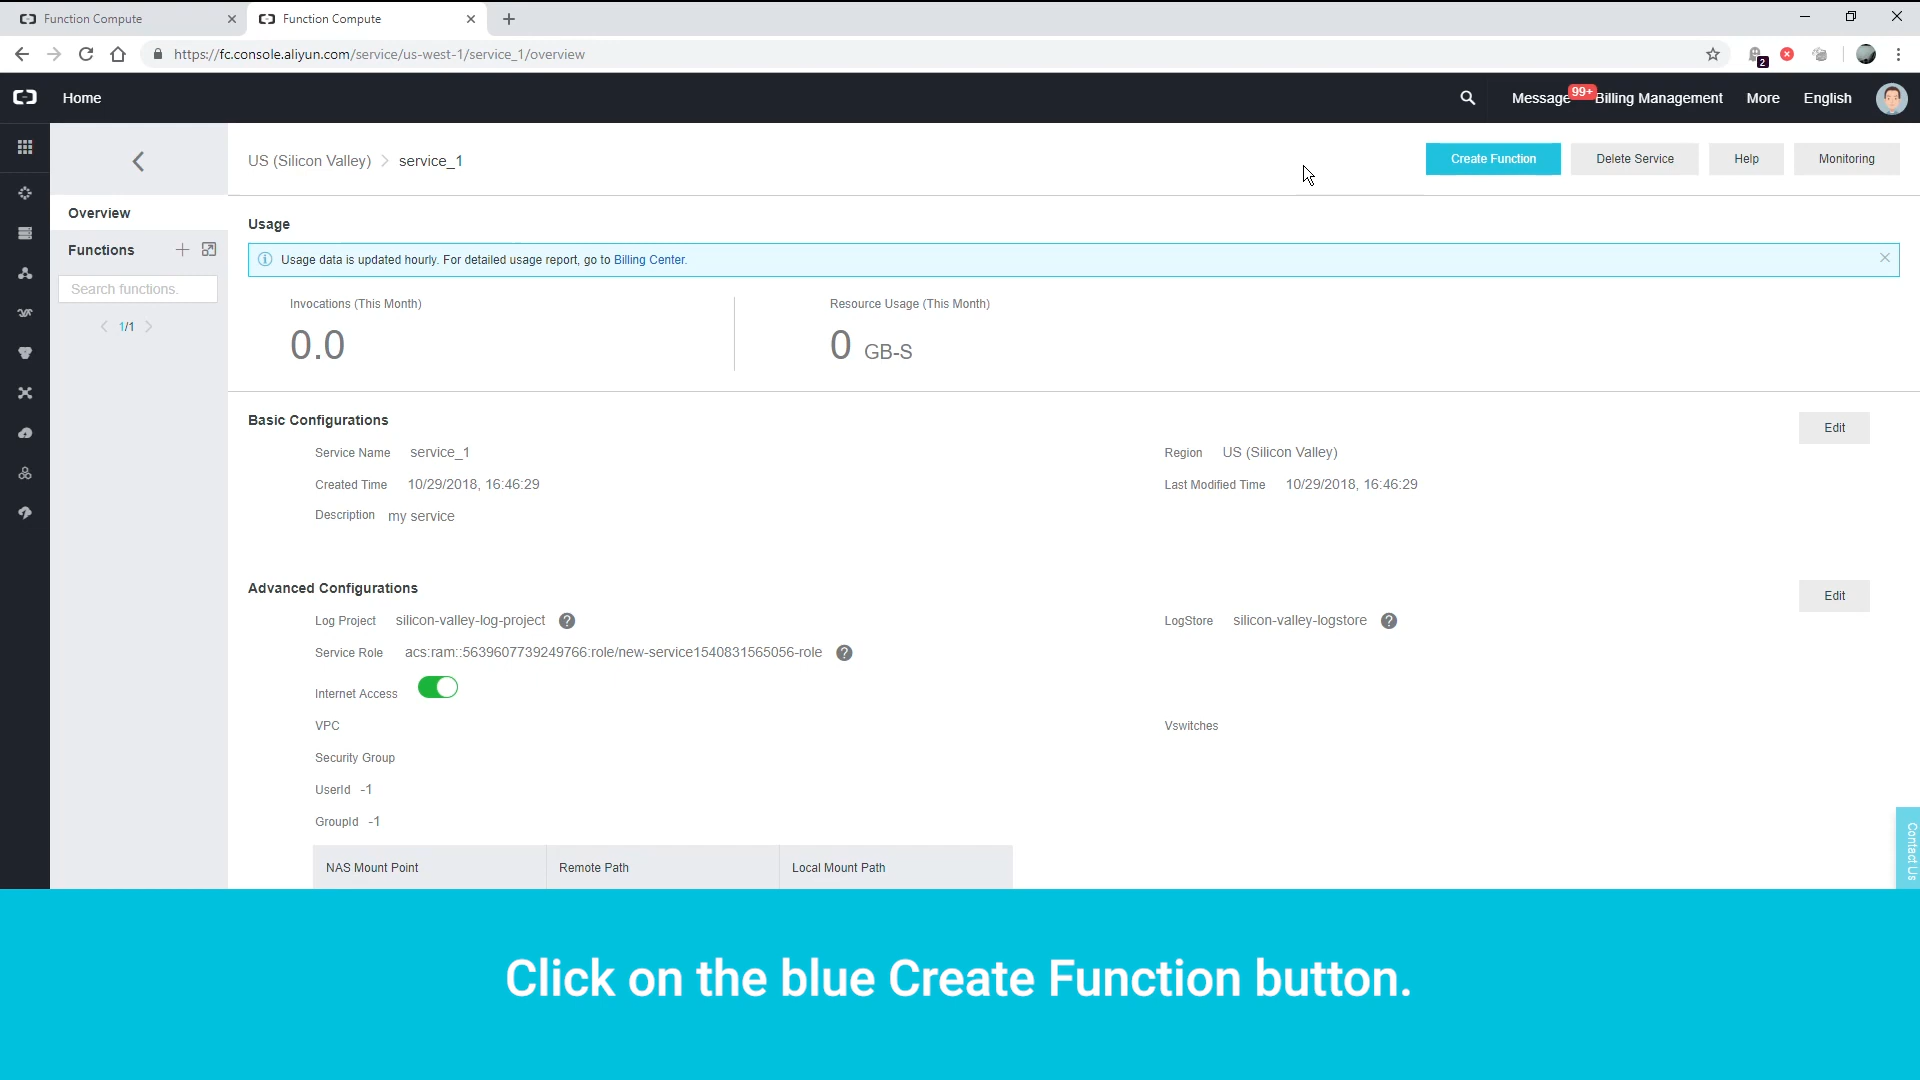 Function Compute
Function Compute
https://fc.console.aliyun.com/service/us-west-1/service_1/overview
2
Home
Message 99+ Billing Management More English
US (Silicon Valley) > service_1
Create Function Delete Service Help Monitoring
Overview
Functions
Search functions.
1/1
Usage
Usage data is updated hourly. For detailed usage report, go to Billing Center.
Invocations (This Month)
0.0
Resource Usage (This Month)
0 GB-S
Basic Configurations
Edit
Service Name service_1
Region US (Silicon Valley)
Created Time 10/29/2018, 16:46:29
Last Modified Time 10/29/2018, 16:46:29
Description my service
Advanced Configurations
Edit
Log Project silicon-valley-log-project ?
LogStore silicon-valley-logstore ?
Service Role acs:ram::5639607739249766:role/new-service1540831565056-role ?
Internet Access
VPC
Vswitches
Security Group
UserId -1
GroupId -1
NAS Mount Point Remote Path Local Mount Path
Contact Us
Click on the blue Create Function button.